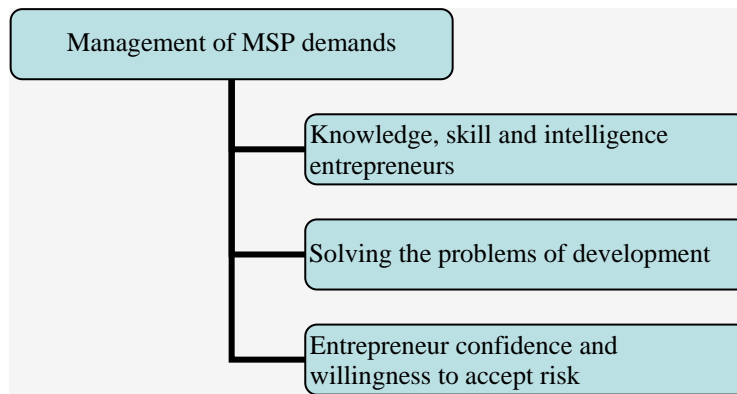 Management of MSP demands
Knowledge, skill and intelligence
entrepreneurs
Solving the problems of development
Entrepreneur confidence and
willingness to accept risk